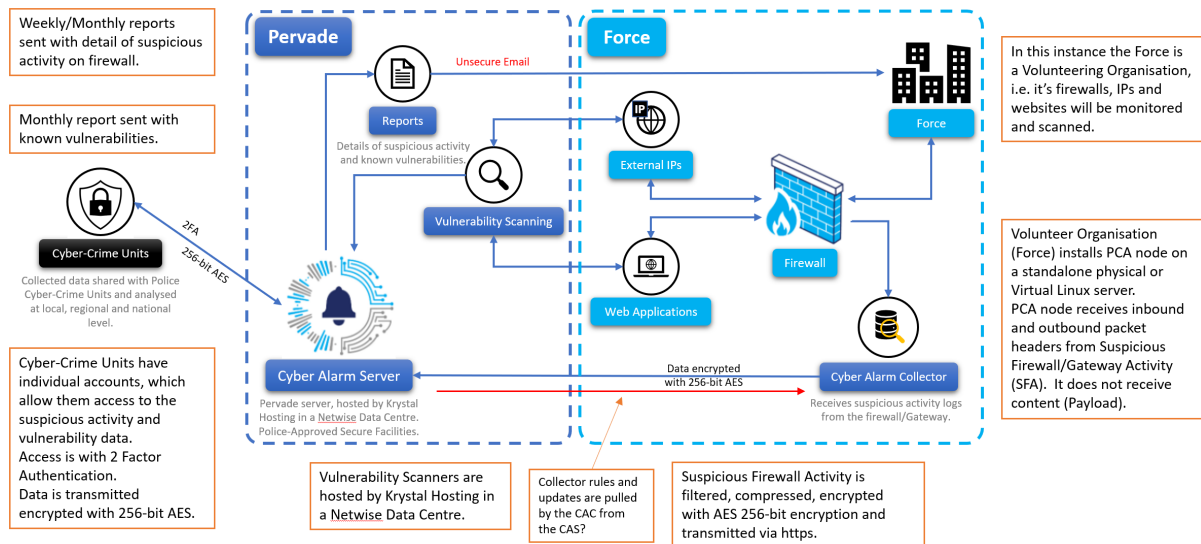 Weekly/Monthly reports
sent with detail of suspicious
activity on firewall.
Monthly report sent with
known vulnerabilities.
2FA
256-bit AES
Cyber-Crime Units
Collected data shared with Police
Cyber-Crime Units and analysed
at local, regional and national
level.
Cyber-Crime Units have
individual accounts, which
allow them access to the
suspicious activity and
vulnerability data.
Access is with 2 Factor
Authentication.
Data is transmitted
encrypted with 256-bit AES.
Pervade
Reports
Details of suspicious activity
and known vulnerabilities.
Unsecure Email
Vulnerability Scanning
Cyber Alarm Server
Pervade server, hosted by Krystal
Hosting in a Netwise Data Centre.
Police-Approved Secure Facilities.
Force
IP
External IPs
Web Applications
Firewall
Force
Data encrypted
with 256-bit AES
Cyber Alarm Collector
Receives suspicious activity logs
from the firewall/Gateway.
In this instance the Force is
a Volunteering Organisation,
i.e. it's firewalls, IPs and
websites will be monitored
and scanned.
Volunteer Organisation
(Force) installs PCA node on
a standalone physical or
Virtual Linux server.
PCA node receives inbound
and outbound packet
headers from Suspicious
Firewall/Gateway Activity
(SFA).  It does not receive
content (Payload).
Vulnerability Scanners are
hosted by Krystal Hosting in
a Netwise Data Centre.
Collector rules and
updates are pulled
by the CAC from
the CAS?
Suspicious Firewall Activity is
filtered, compressed, encrypted
with AES 256-bit encryption and
transmitted via https.